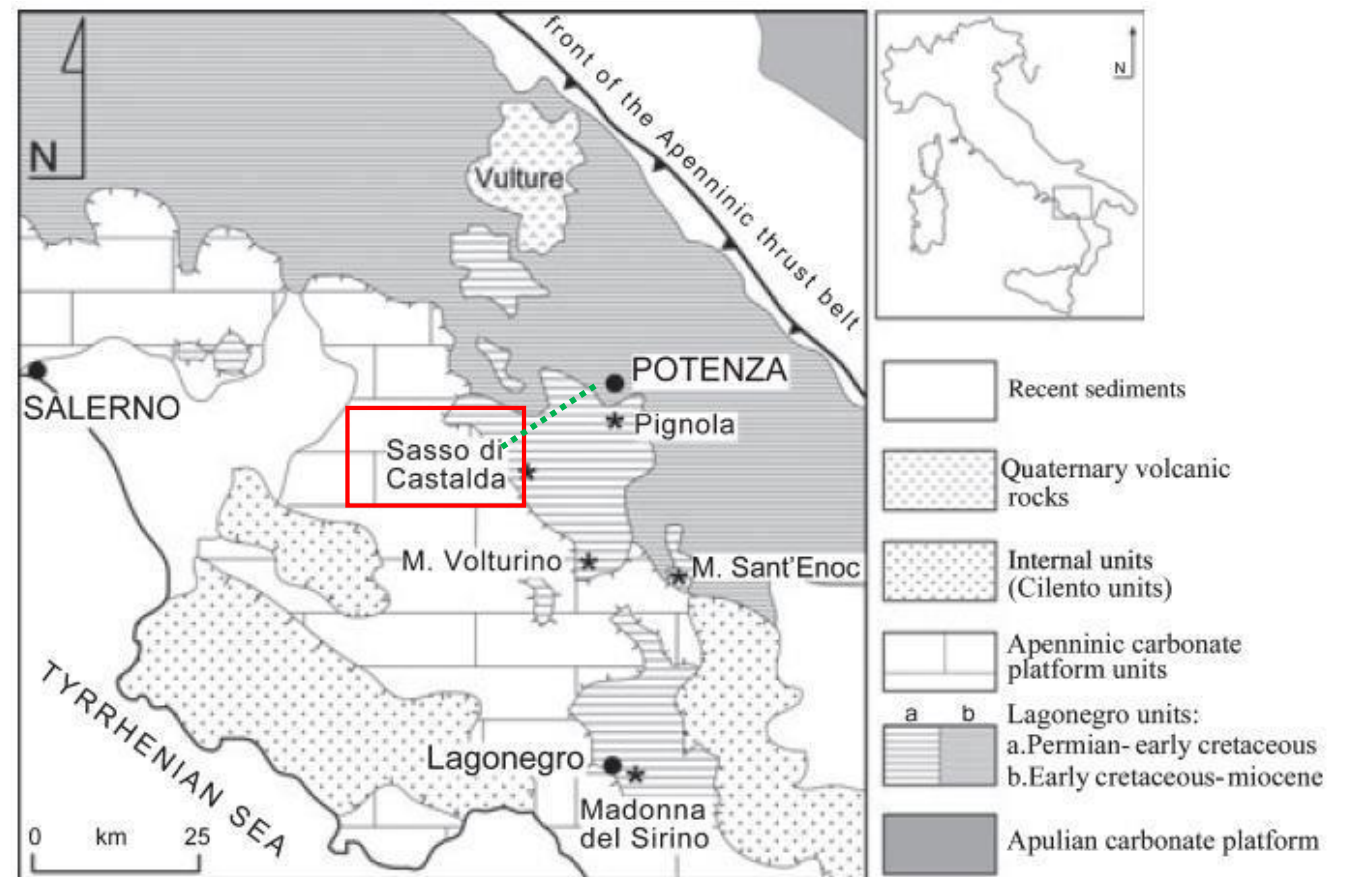 front of the Apenninic thrust belt
N
Vulture
SALERNO
POTENZA
Pignola
Sasso di
Castalda
M. Volturino
M. Sant'Enoc
Lagonegro
Madonna
del Sirino
TYRRHENIAN SEA
0 km 25
N
Recent sediments
Quaternary volcanic
rocks
Internal units
(Cilento units)
Apenninic carbonate
platform units
a b
Lagonegro units:
a.Permian- early cretaceous
b.Early cretaceous-miocene
Apulian carbonate platform